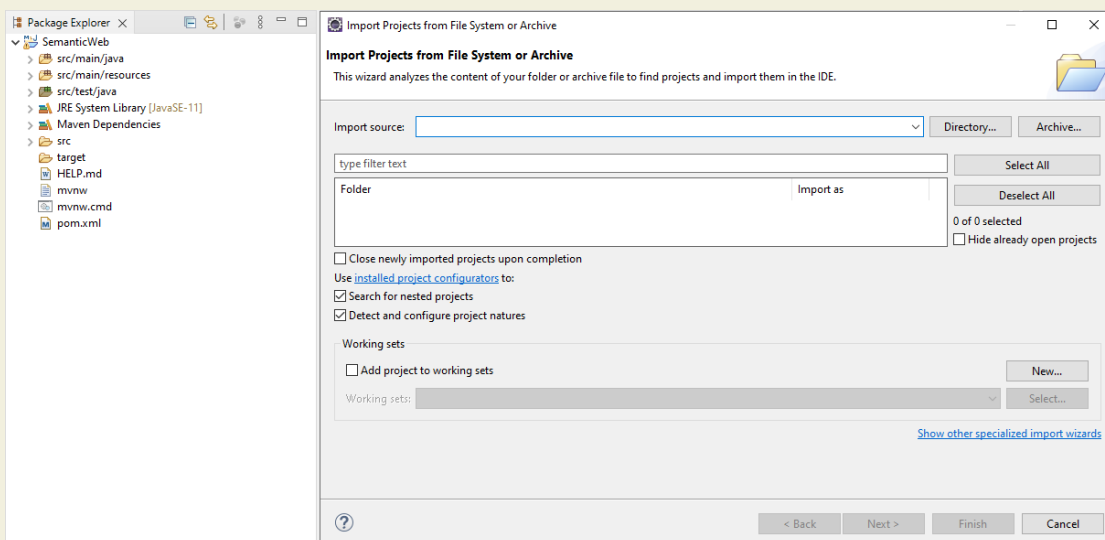 Package Explorer
SemanticWeb
src/main/java
src/main/resources
src/test/java
JRE System Library [JavaSE-11]
Maven Dependencies
src
target
HELP.md
mvnw
mvnw.cmd
pom.xml
Import Projects from File System or Archive
Import Projects from File System or Archive
This wizard analyzes the content of your folder or archive file to find projects and import them in the IDE.
Import source: Directory... Archive...
type filter text Select All
Folder Import as
Deselect All
0 of 0 selected
Hide already open projects
Close newly imported projects upon completion
Use installed project configurators to:
Search for nested projects
Detect and configure project natures
Working sets
Add project to working sets New...
Working sets: Select...
Show other specialized import wizards
? < Back Next > Finish Cancel